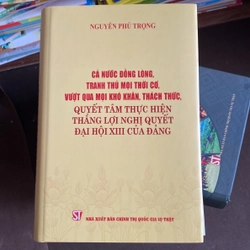 NGUYỄN PHÚ TRỌNG
CẢ NƯỚC ĐỒNG LÒNG,
TRANH THỦ MỌI THỜI CƠ,
VƯỢT QUA MỌI KHÓ KHĂN, THÁCH THỨC,
QUYẾT TÂM THỰC HIỆN
THẮNG LỢI NGHỊ QUYẾT
ĐẠI HỘI XIII CỦA ĐẢNG
ST
NHÀ XUẤT BẢN CHÍNH TRỊ QUỐC GIA SỰ THẬT